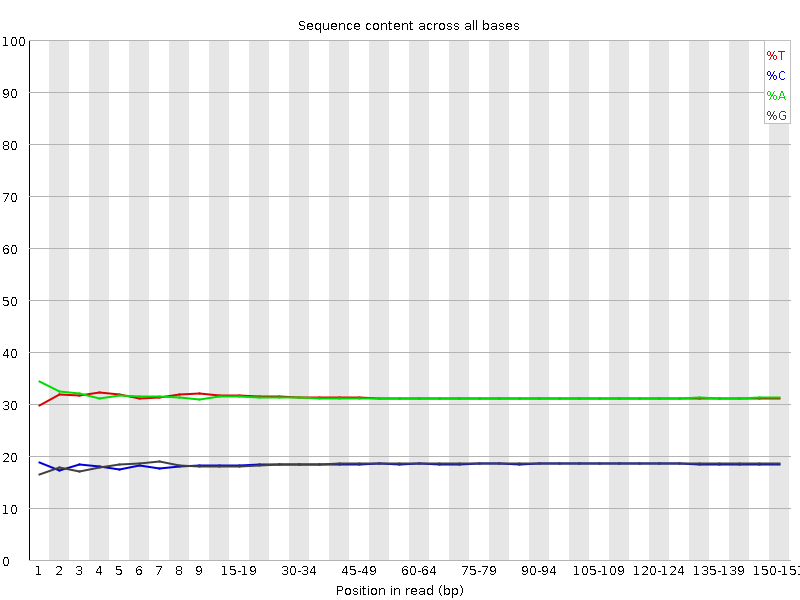 Sequence content across all bases
100
90
80
70
60
50
40
30
20
10
0
%T
%C
%A
%G
1 2 3 4 5 6 7 8 9 15-19 30-34 45-49 60-64 75-79 90-94 105-109 120-124 135-139 150-151
Position in read (bp)